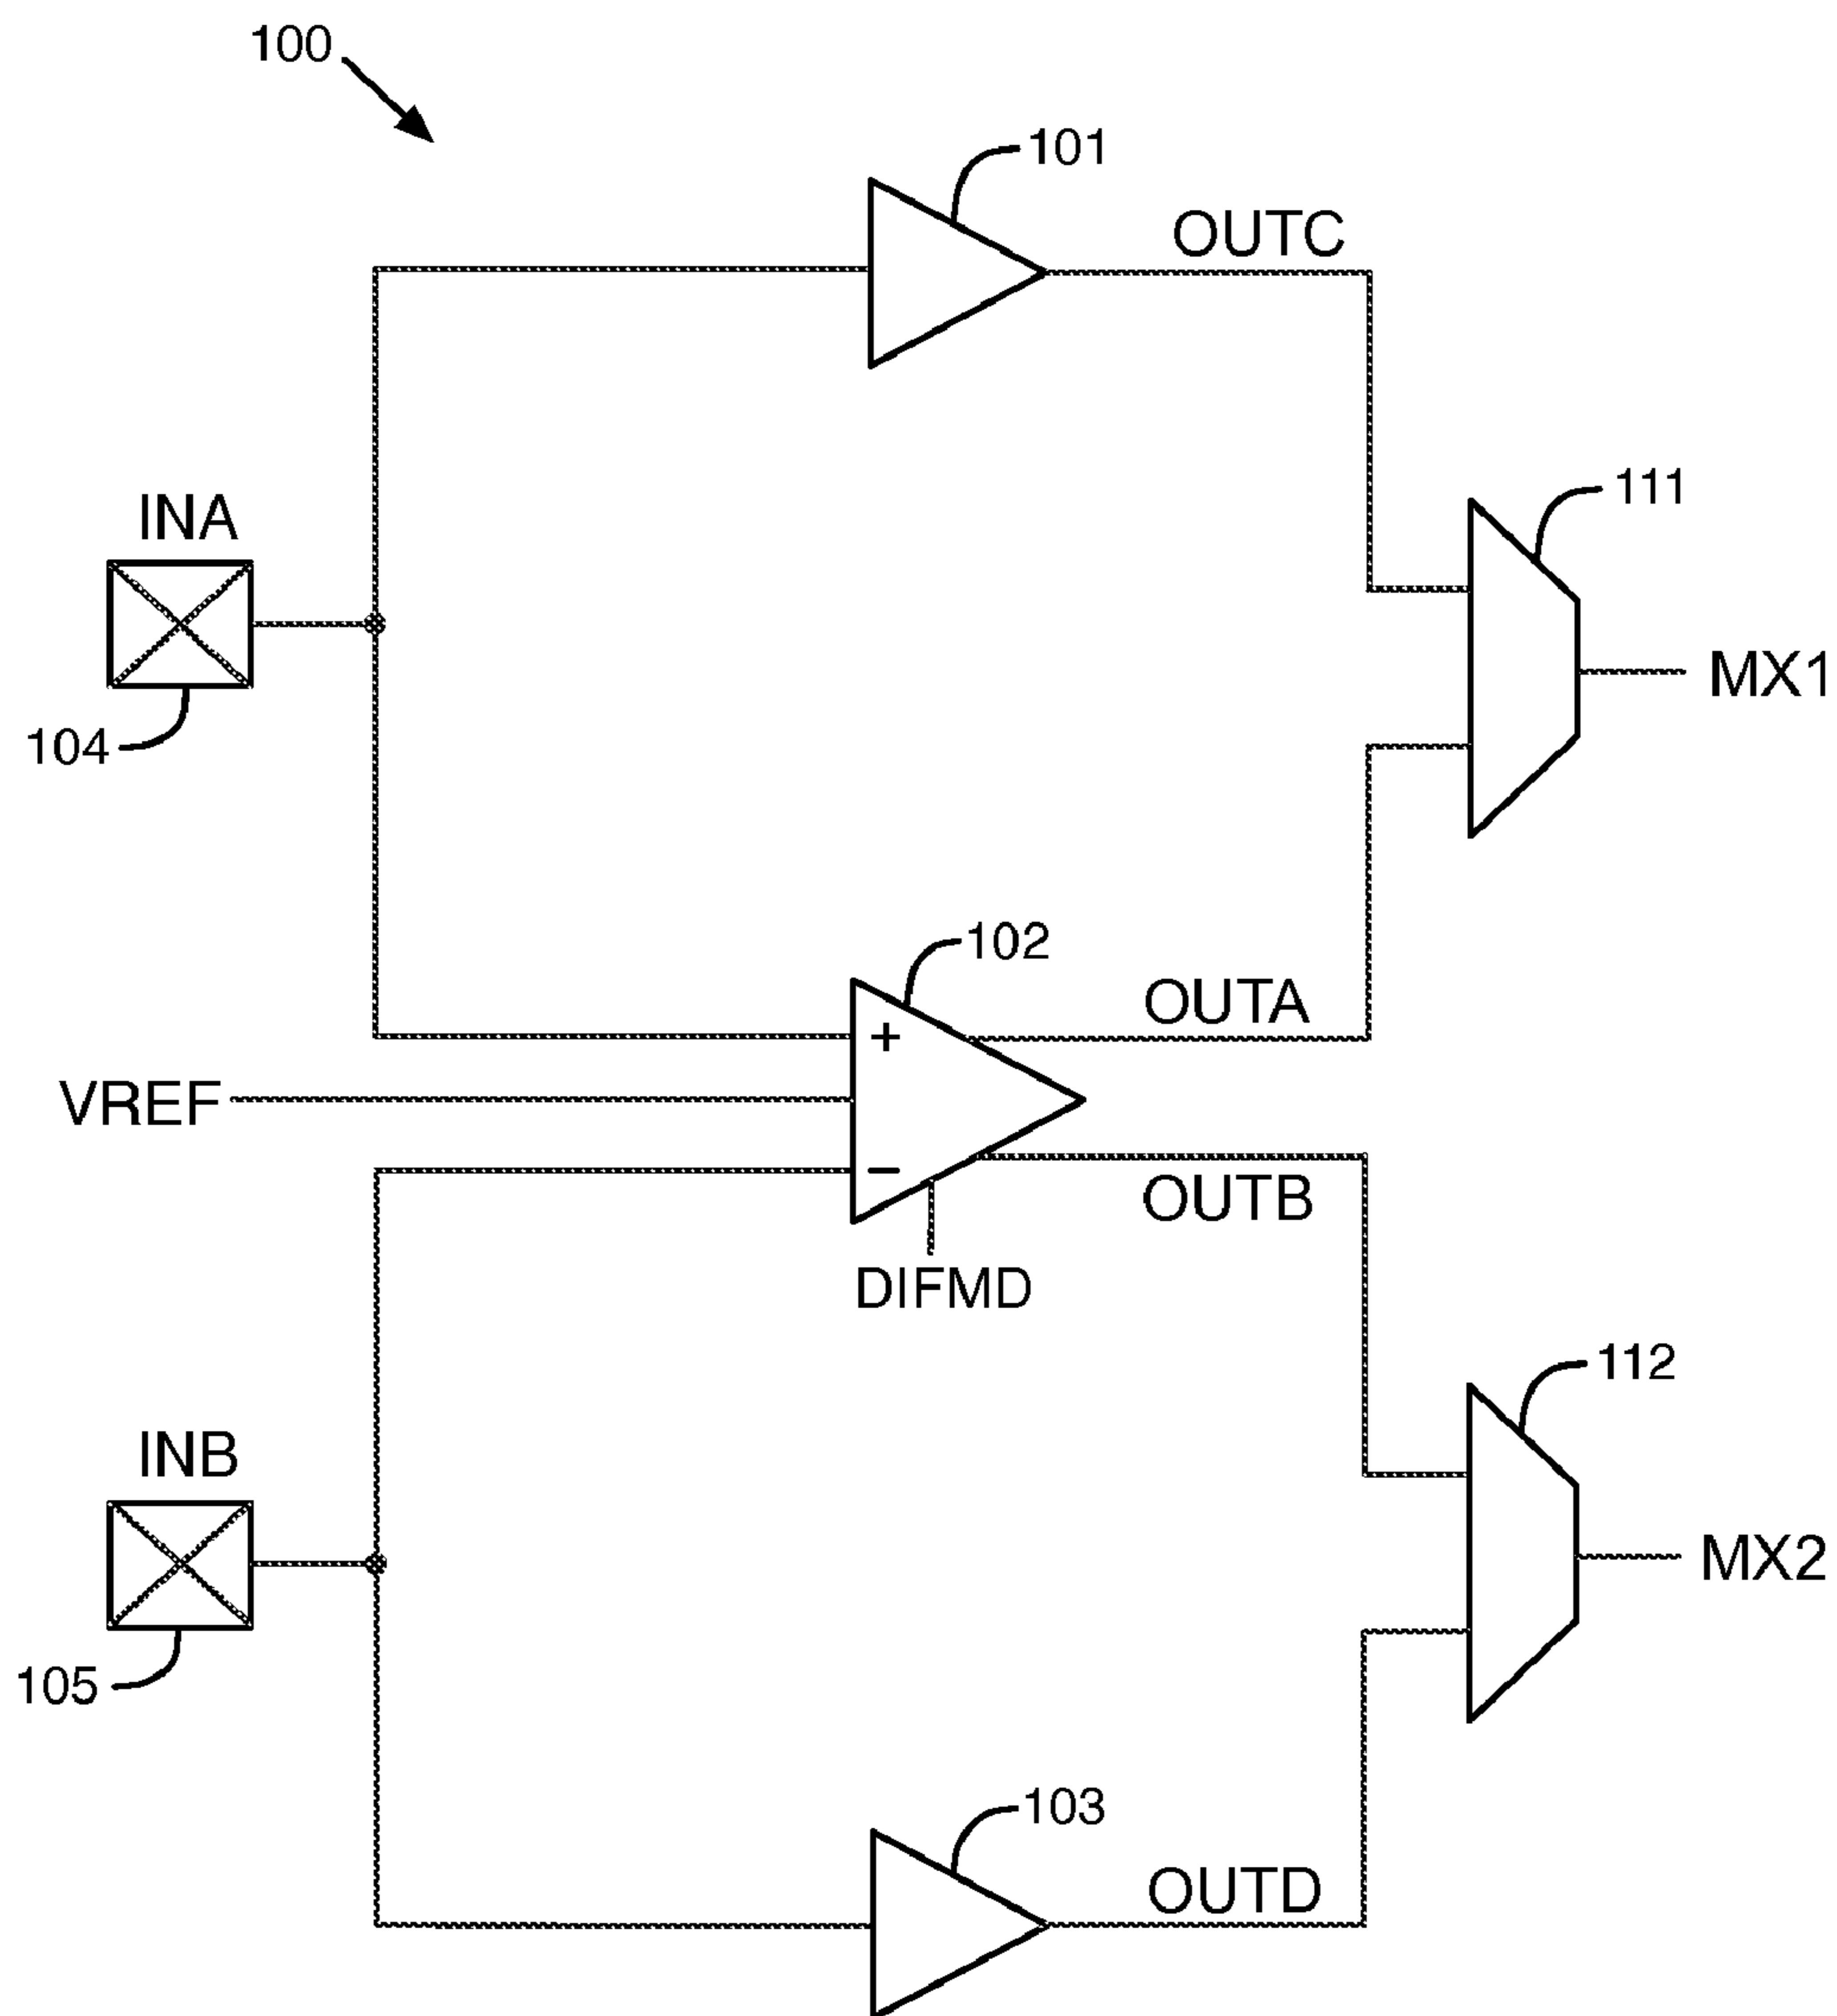 100
101
OUTC
111
INA
MX1
104
102
OUTA
+
VREF
−
OUTB
DIFMD
112
INB
MX2
105
103
OUTD